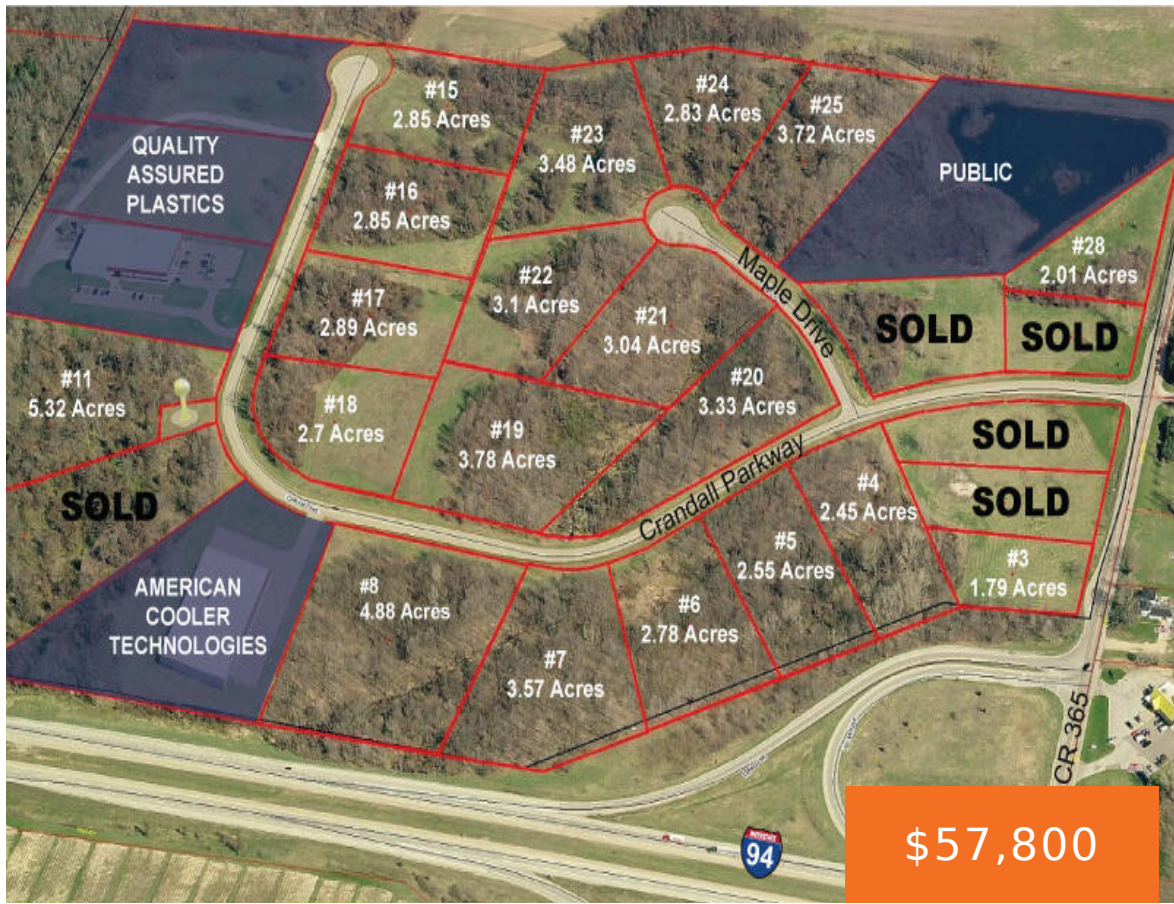 #15
2.85 Acres
#24
2.83 Acres
#25
3.72 Acres
#23
3.48 Acres
QUALITY
ASSURED
PLASTICS
PUBLIC
#16
2.85 Acres
#28
2.01 Acres
#22
3.1 Acres
Maple Drive
#17
2.89 Acres
#21
3.04 Acres
SOLD
SOLD
#11
5.32 Acres
#20
3.33 Acres
#18
2.7 Acres
#19
3.78 Acres
SOLD
SOLD
Crandall Parkway
#4
2.45 Acres
SOLD
#5
2.55 Acres
#3
1.79 Acres
AMERICAN
COOLER
TECHNOLOGIES
#8
4.88 Acres
#6
2.78 Acres
#7
3.57 Acres
CR 365
INTERSTATE
94
$57,800